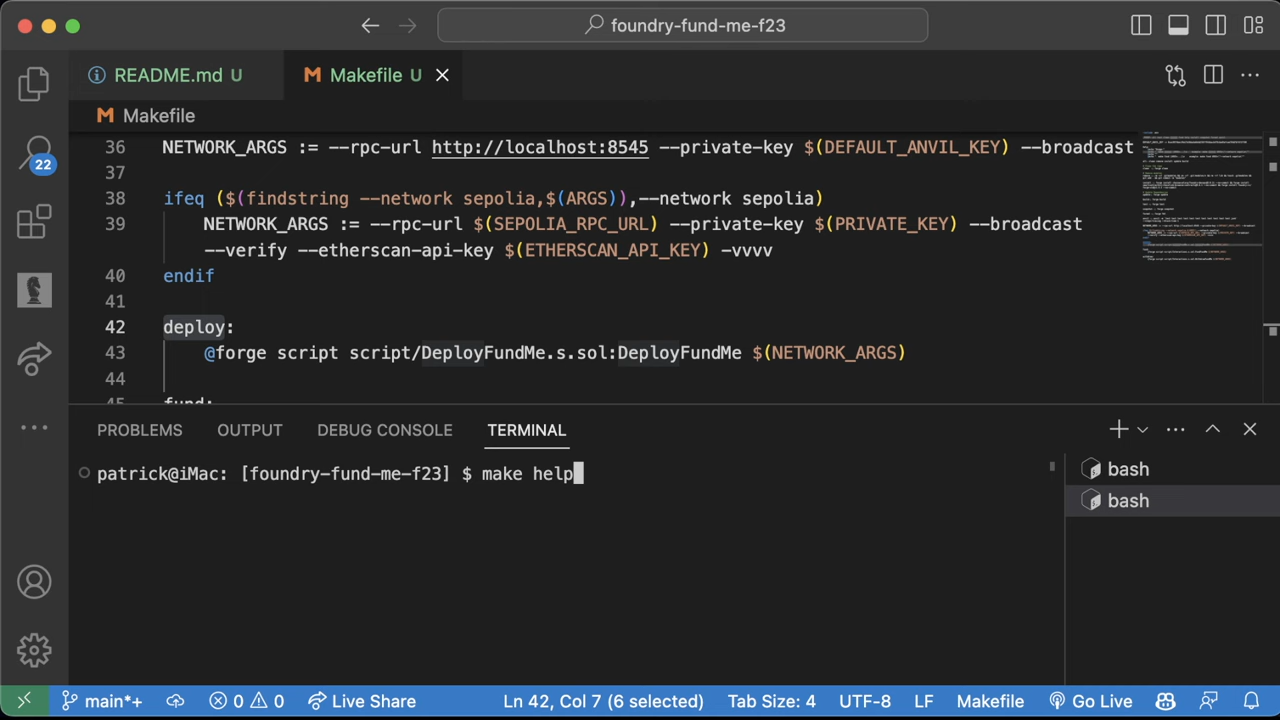 foundry-fund-me-f23
README.md U
Makefile U
Makefile
22
36 NETWORK_ARGS := --rpc-url http://localhost:8545 --private-key $(DEFAULT_ANVIL_KEY) --broadcast
37
38 ifeq ($(findstring --network sepolia,$(ARGS)),--network sepolia)
39 NETWORK_ARGS := --rpc-url $(SEPOLIA_RPC_URL) --private-key $(PRIVATE_KEY) --broadcast
--verify --etherscan-api-key $(ETHERSCAN_API_KEY) -vvvv
40 endif
41
42 deploy:
43 @forge script script/DeployFundMe.s.sol:DeployFundMe $(NETWORK_ARGS)
44
45 fund:
PROBLEMS OUTPUT DEBUG CONSOLE TERMINAL
patrick@iMac: [foundry-fund-me-f23] $ make help
bash
bash
main*+ 0 0 Live Share Ln 42, Col 7 (6 selected) Tab Size: 4 UTF-8 LF Makefile Go Live